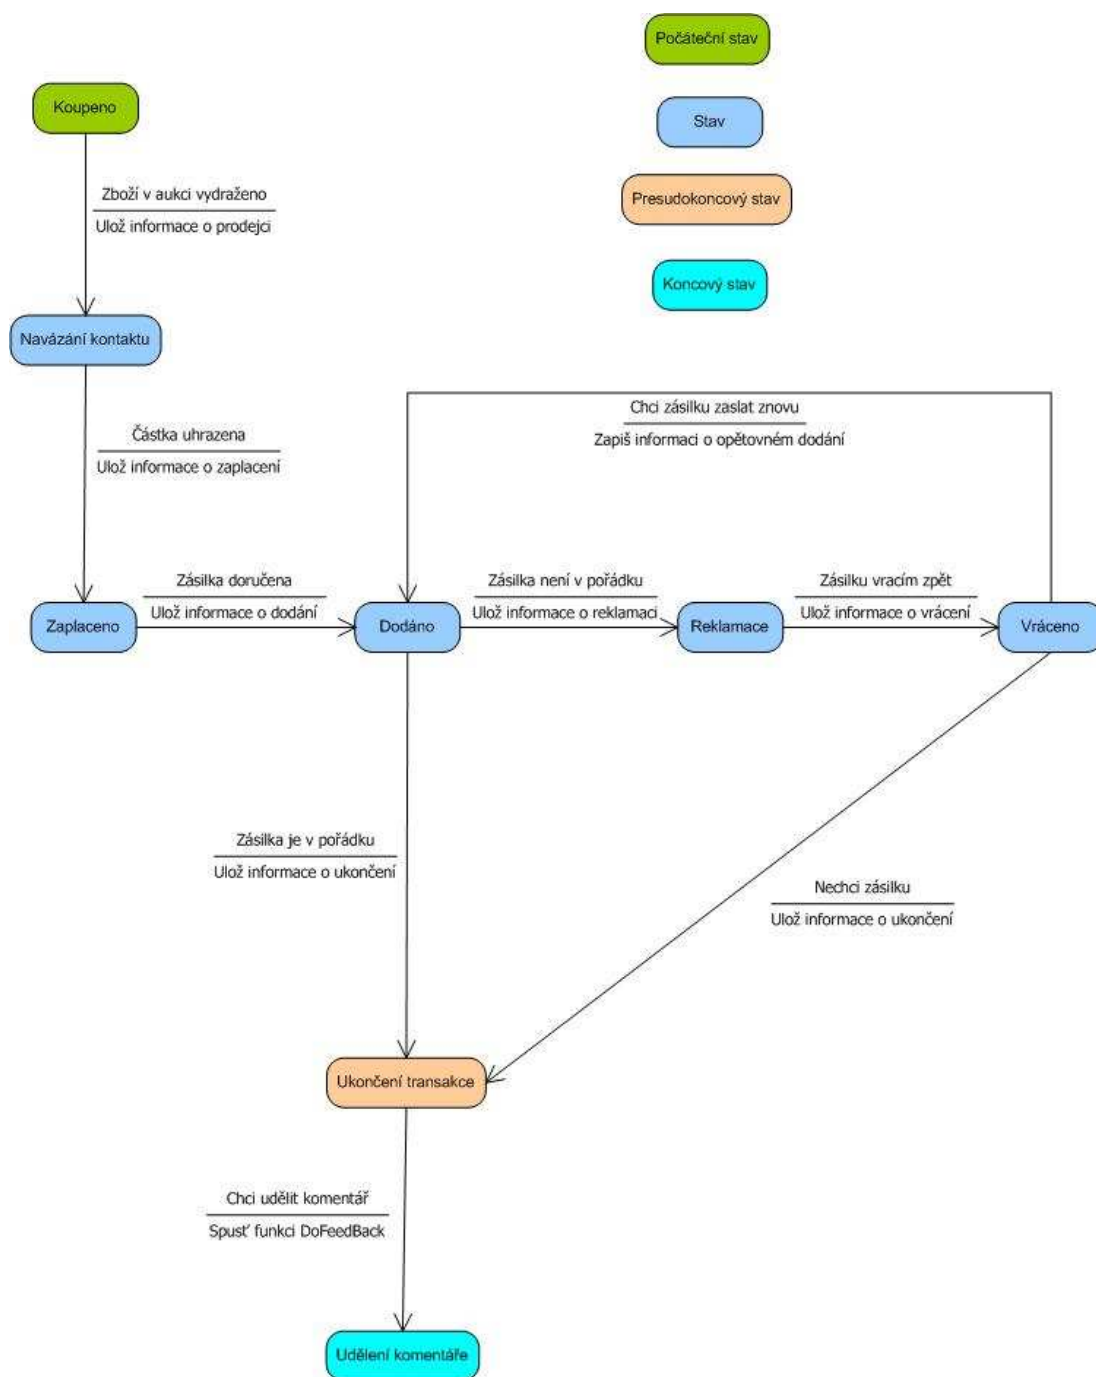 Počáteční stav
Koupeno
Stav
Zboží v aukci vydraženo
Ulož informace o prodejci
Presudokoncový stav
Koncový stav
Navázání kontaktu
Chci zásilku zaslat znovu
Zapiš informaci o opětovném dodání
Částka uhrazena
Ulož informace o zaplacení
Zaplaceno
Zásilka doručena
Ulož informace o dodání
Dodáno
Zásilka není v pořádku
Ulož informace o reklamaci
Reklamace
Zásilku vracím zpět
Ulož informace o vrácení
Vráceno
Zásilka je v pořádku
Ulož informace o ukončení
Nechci zásilku
Ulož informace o ukončení
Ukončení transakce
Chci udělit komentář
Spusť funkci DoFeedBack
Udělení komentáře